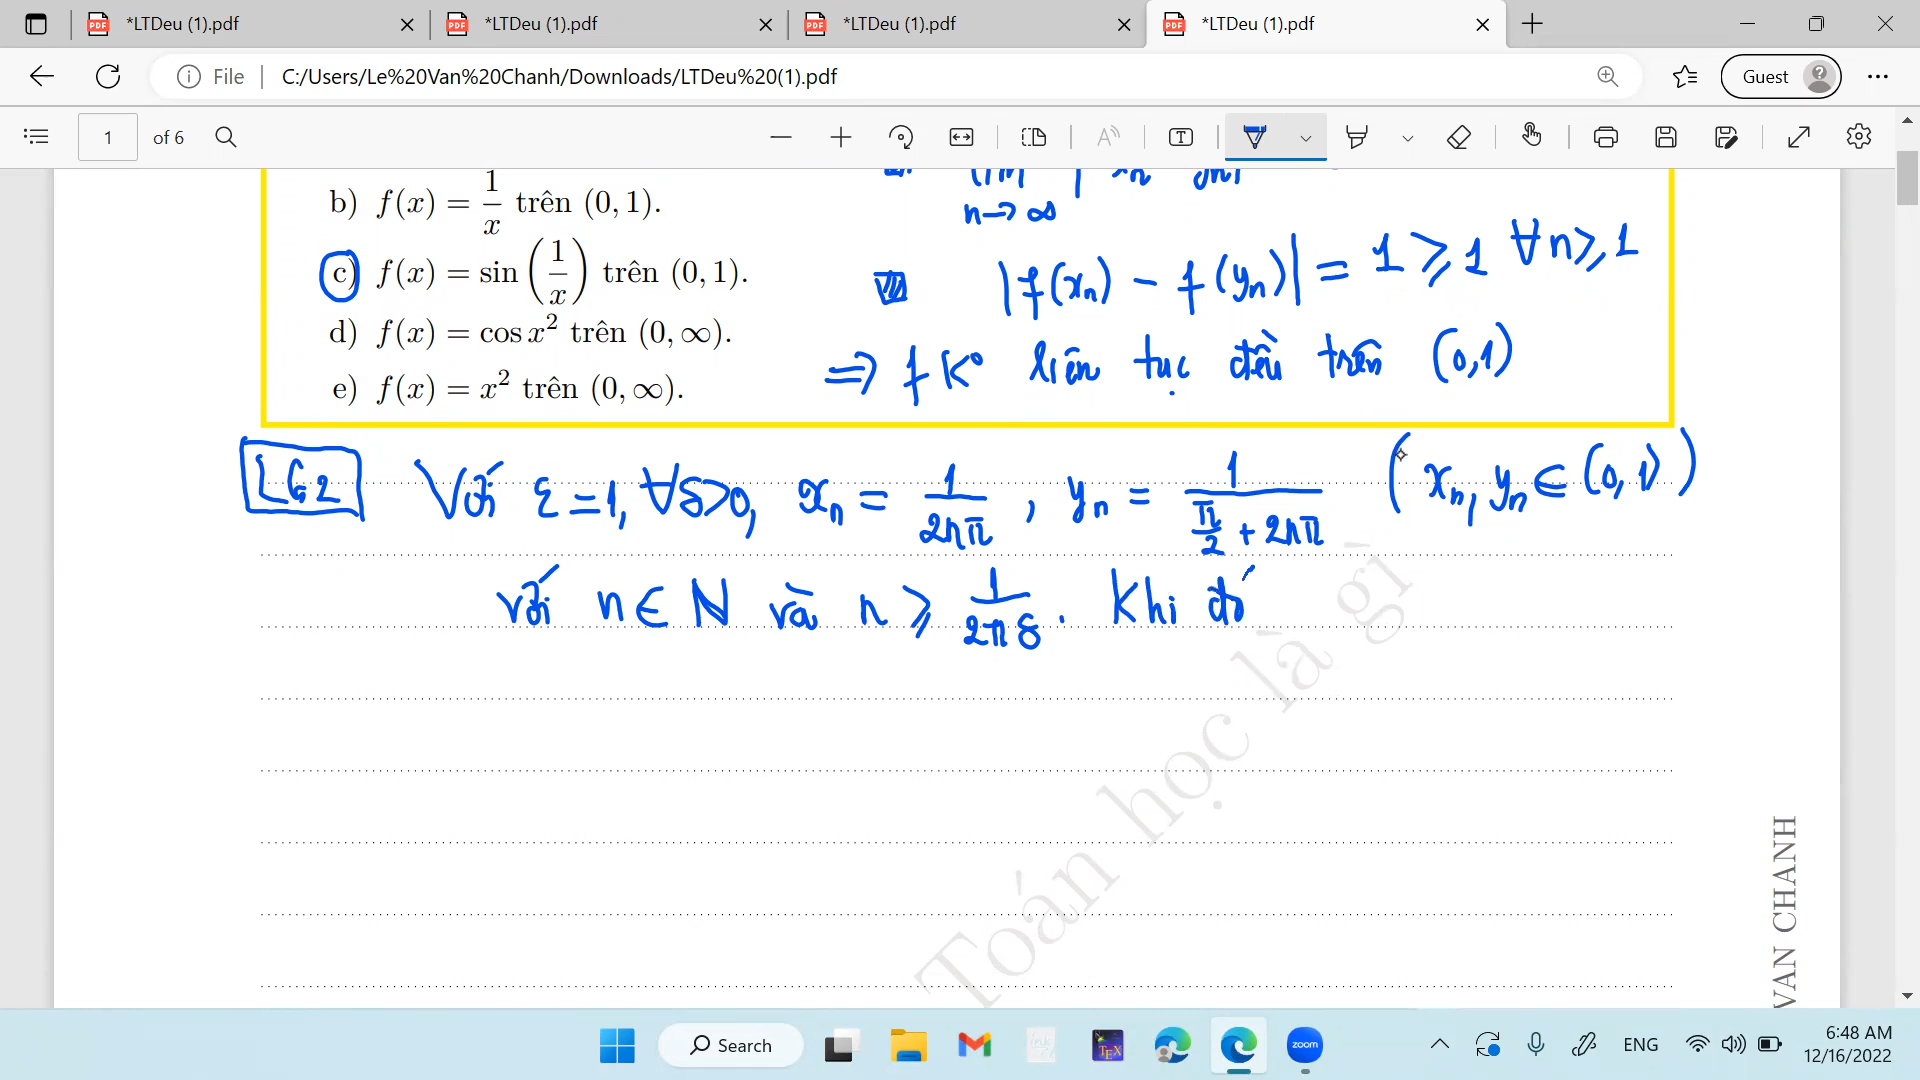 *LTDeu (1).pdf
*LTDeu (1).pdf
*LTDeu (1).pdf
*LTDeu (1).pdf
File
C:/Users/Le%20Van%20Chanh/Downloads/LTDeu%20(1).pdf
Guest
1 of 6
b) f(x) = 1/x trên (0, 1).
n → ∞
c) f(x) = sin(1/x) trên (0, 1).
|f(xₙ) - f(yₙ)| = 1 ⩾ 1 ∀n⩾1
d) f(x) = cos x² trên (0, ∞).
⇒ f K° liên tục đều trên (0,1)
e) f(x) = x² trên (0, ∞).
LG2 Với ε=1, ∀δ>0, xₙ = 1/(2nπ), yₙ = 1/(π/2 + 2nπ) (xₙ, yₙ ∈ (0,1))
với n ∈ ℕ và n ⩾ 1/(2πδ). Khi đó
Toán học là gì
VAN CHANH
Search
TEX
zoom
ENG
6:48 AM
12/16/2022